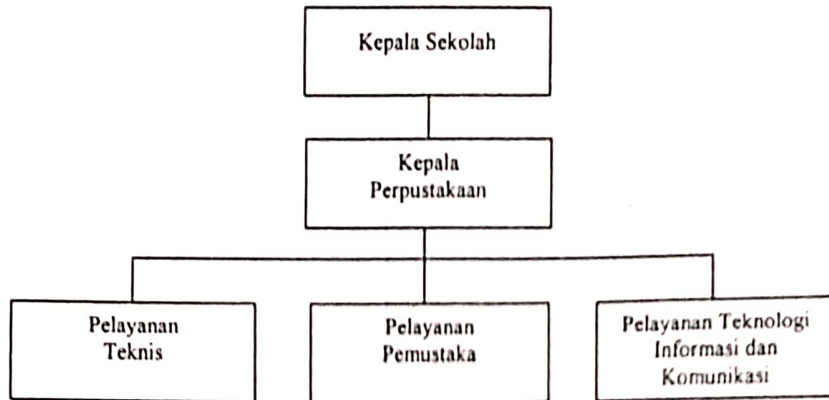 Kepala Sekolah
Kepala
Perpustakaan
Pelayanan
Teknis
Pelayanan
Pemustaka
Pelayanan Teknologi
Informasi dan
Komunikasi